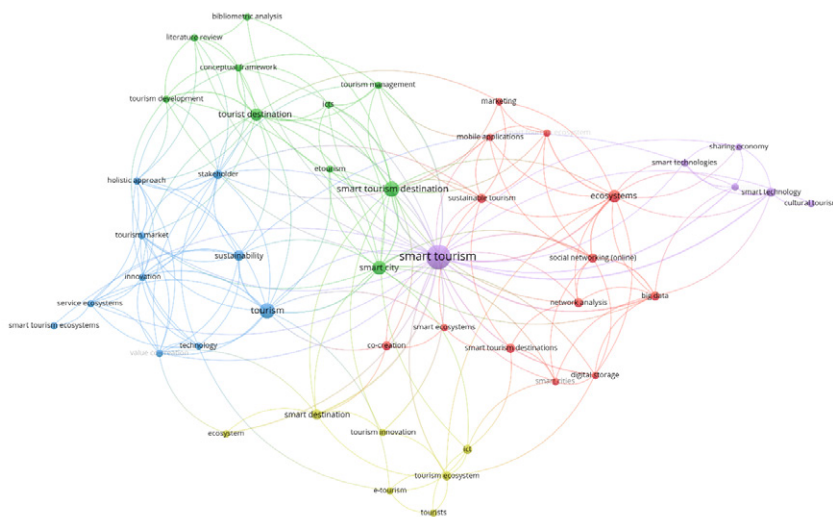 bibliometric analysis
literature review
conceptual framework
tourism management
tourism development
icts
marketing
tourist destination
mobile applications
sharing economy
smart technologies
etourism
stakeholder
holistic approach
smart tourism destination
smart technology
sustainable tourism
ecosystems
cultural touris
tourism market
sustainability
smart tourism
social networking (online)
smart city
innovation
big data
service ecosystems
network analysis
tourism
smart tourism ecosystems
smart ecosystems
technology
co-creation
smart tourism destinations
digital storage
smart cities
smart destination
ecosystem
tourism innovation
ict
tourism ecosystem
e-tourism
tourists